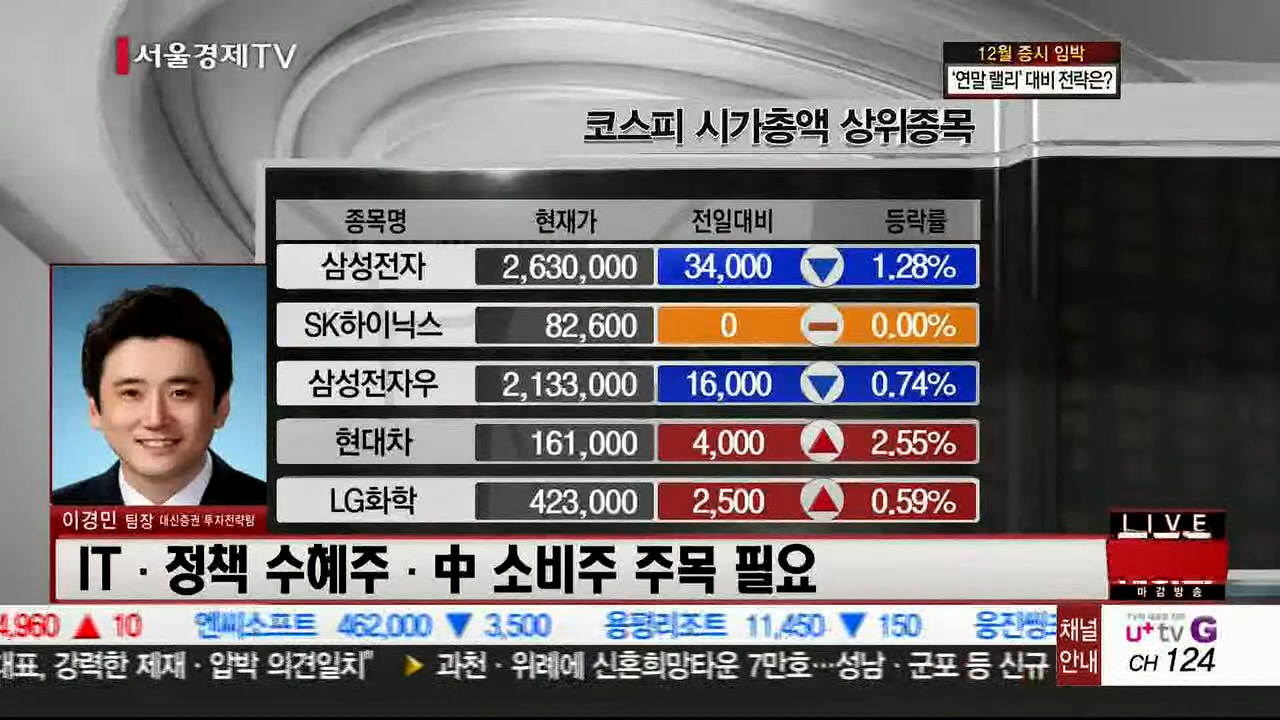 서울경제TV
12월 증시 임박
'연말 랠리' 대비 전략은?
코스피 시가총액 상위종목
종목명 현재가 전일대비 등락률
삼성전자 2,630,000 34,000 ▼ 1.28%
SK하이닉스 82,600 0 0.00%
삼성전자우 2,133,000 16,000 ▼ 0.74%
현대차 161,000 4,000 ▲ 2.55%
LG화학 423,000 2,500 ▲ 0.59%
이경민 팀장 대신증권 투자전략팀
IT · 정책 수혜주 · 中 소비주 주목 필요
LIVE
마감방송
4,960 ▲ 10 엔씨소프트 462,000 ▼ 3,500 용평리조트 11,450 ▼ 150 웅진씽
대표, 강력한 제재 · 압박 의견일치" 과천 · 위례에 신혼희망타운 7만호…성남 · 군포 등 신규
채널
안내
u+ tv G
CH 124